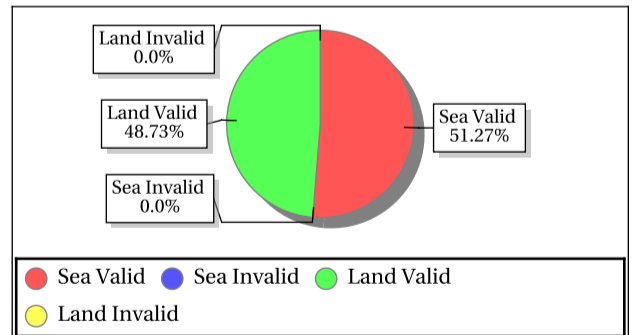 Land Invalid
0.0%
Land Valid
48.73%
Sea Valid
51.27%
Sea Invalid
0.0%
Sea Valid Sea Invalid Land Valid
Land Invalid